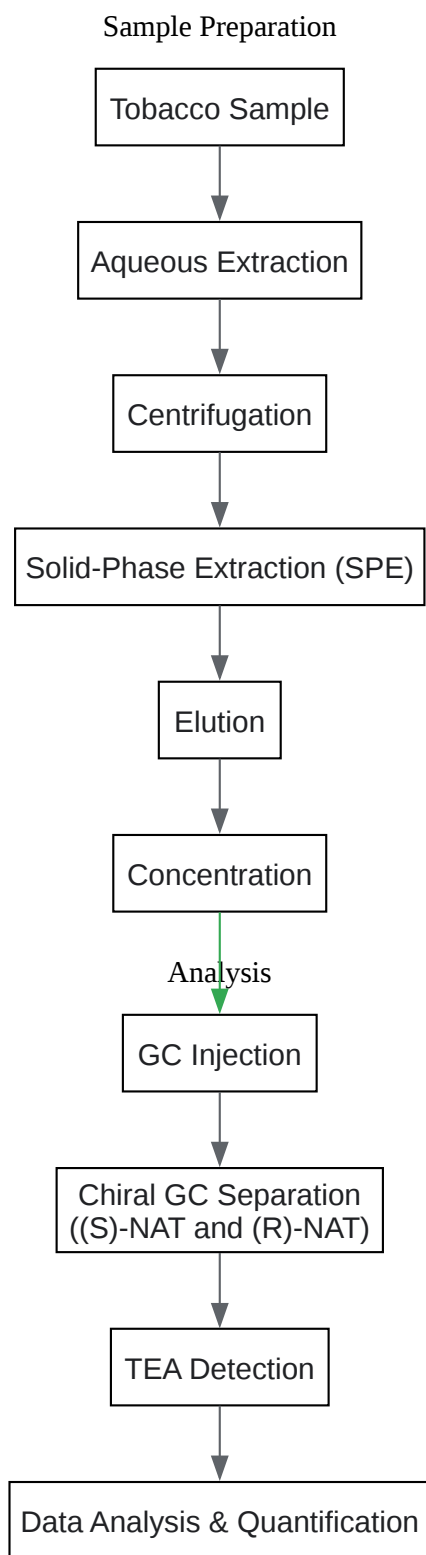 Sample Preparation
Tobacco Sample
Aqueous Extraction
Centrifugation
Solid-Phase Extraction (SPE)
Elution
Concentration
Analysis
GC Injection
Chiral GC Separation
((S)-NAT and (R)-NAT)
TEA Detection
Data Analysis & Quantification